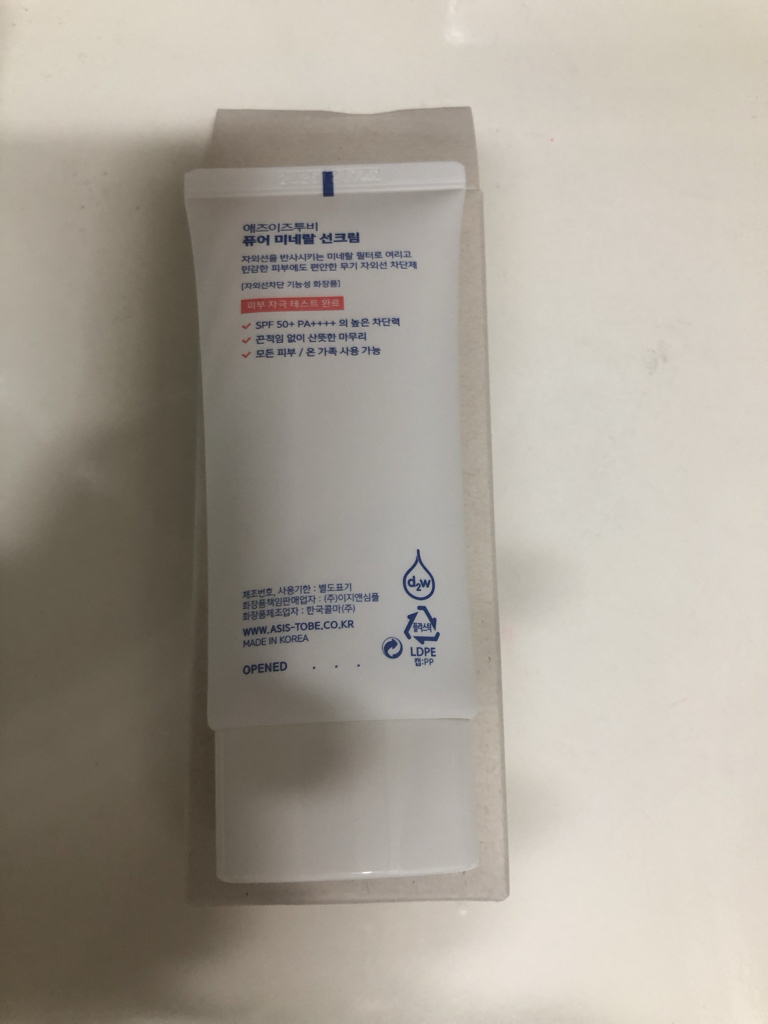 애즈이즈투비
퓨어 미네랄 선크림
자외선을 반사시키는 미네랄 필터로 여리고
민감한 피부에도 편안한 무기 자외선 차단제
[자외선차단 기능성 화장품]
피부 자극 테스트 완료
SPF 50+ PA++++ 의 높은 차단력
끈적임 없이 산뜻한 마무리
모든 피부 / 온 가족 사용 가능
d₂w
제조번호, 사용기한 : 별도표기
화장품책임판매업자 : (주)이지앤심플
화장품제조업자 : 한국콜마(주)
WWW.ASIS-TOBE.CO.KR
MADE IN KOREA
OPENED . . .
플라스틱
LDPE
캡:PP